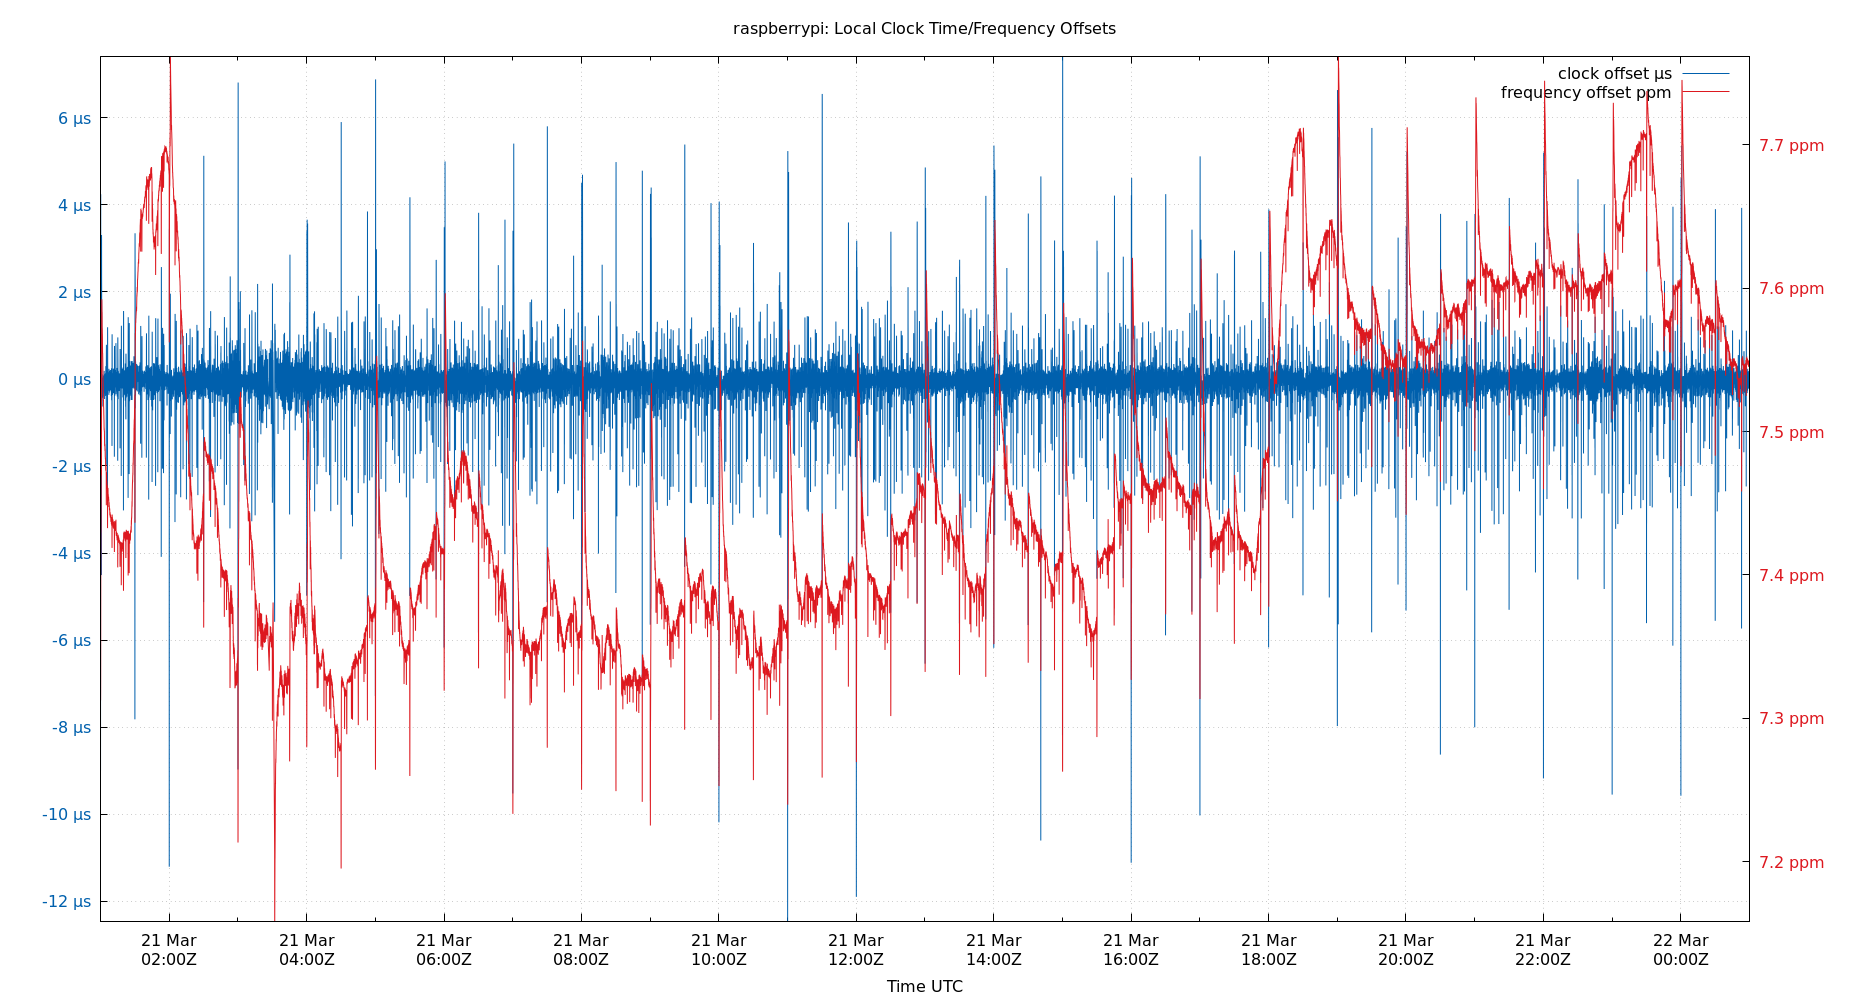 raspberrypi: Local Clock Time/Frequency Offsets
clock offset µs
frequency offset ppm
6 µs
4 µs
2 µs
0 µs
-2 µs
-4 µs
-6 µs
-8 µs
-10 µs
-12 µs
7.7 ppm
7.6 ppm
7.5 ppm
7.4 ppm
7.3 ppm
7.2 ppm
21 Mar
02:00Z
21 Mar
04:00Z
21 Mar
06:00Z
21 Mar
08:00Z
21 Mar
10:00Z
21 Mar
12:00Z
21 Mar
14:00Z
21 Mar
16:00Z
21 Mar
18:00Z
21 Mar
20:00Z
21 Mar
22:00Z
22 Mar
00:00Z
Time UTC